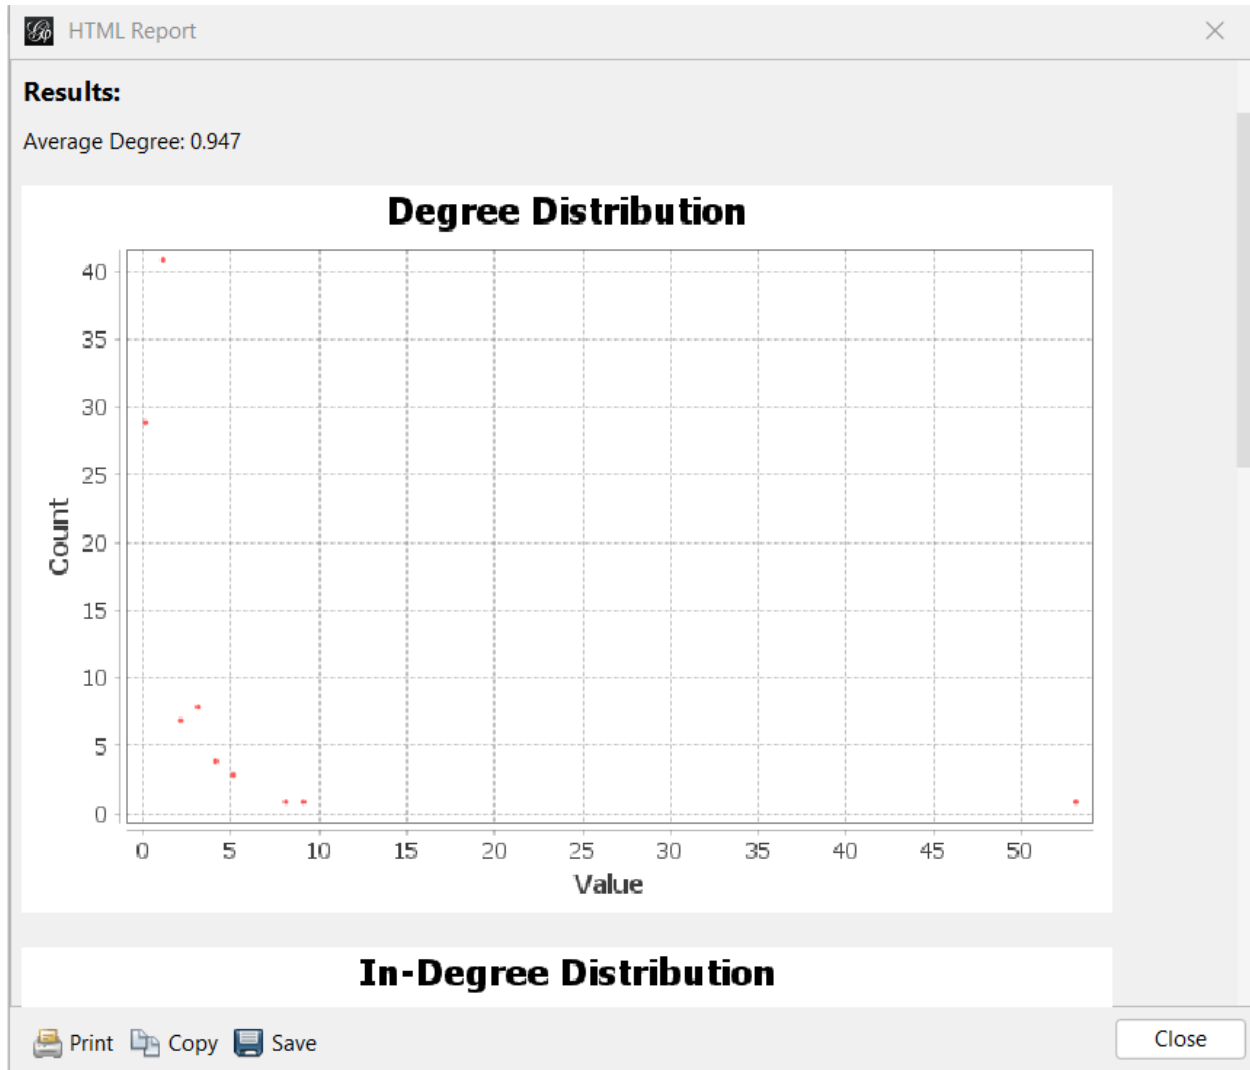 HTML Report
Results:
Average Degree: 0.947
Degree Distribution
40
35
30
25
20
15
10
5
0
Count
0 5 10 15 20 25 30 35 40 45 50
Value
In-Degree Distribution
Print Copy Save Close